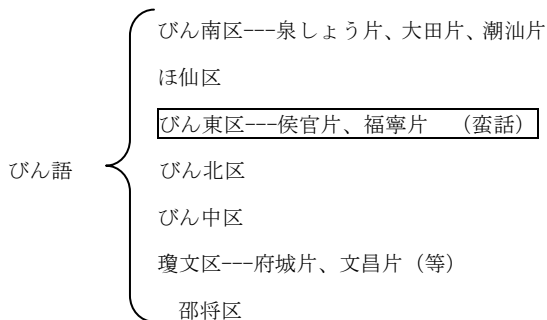 びん南区---泉しょう片、大田片、潮汕片
ほ仙区
びん東区---侯官片、福寧片　（蛮話）
びん語
びん北区
びん中区
瓊文区---府城片、文昌片（等）
邵将区